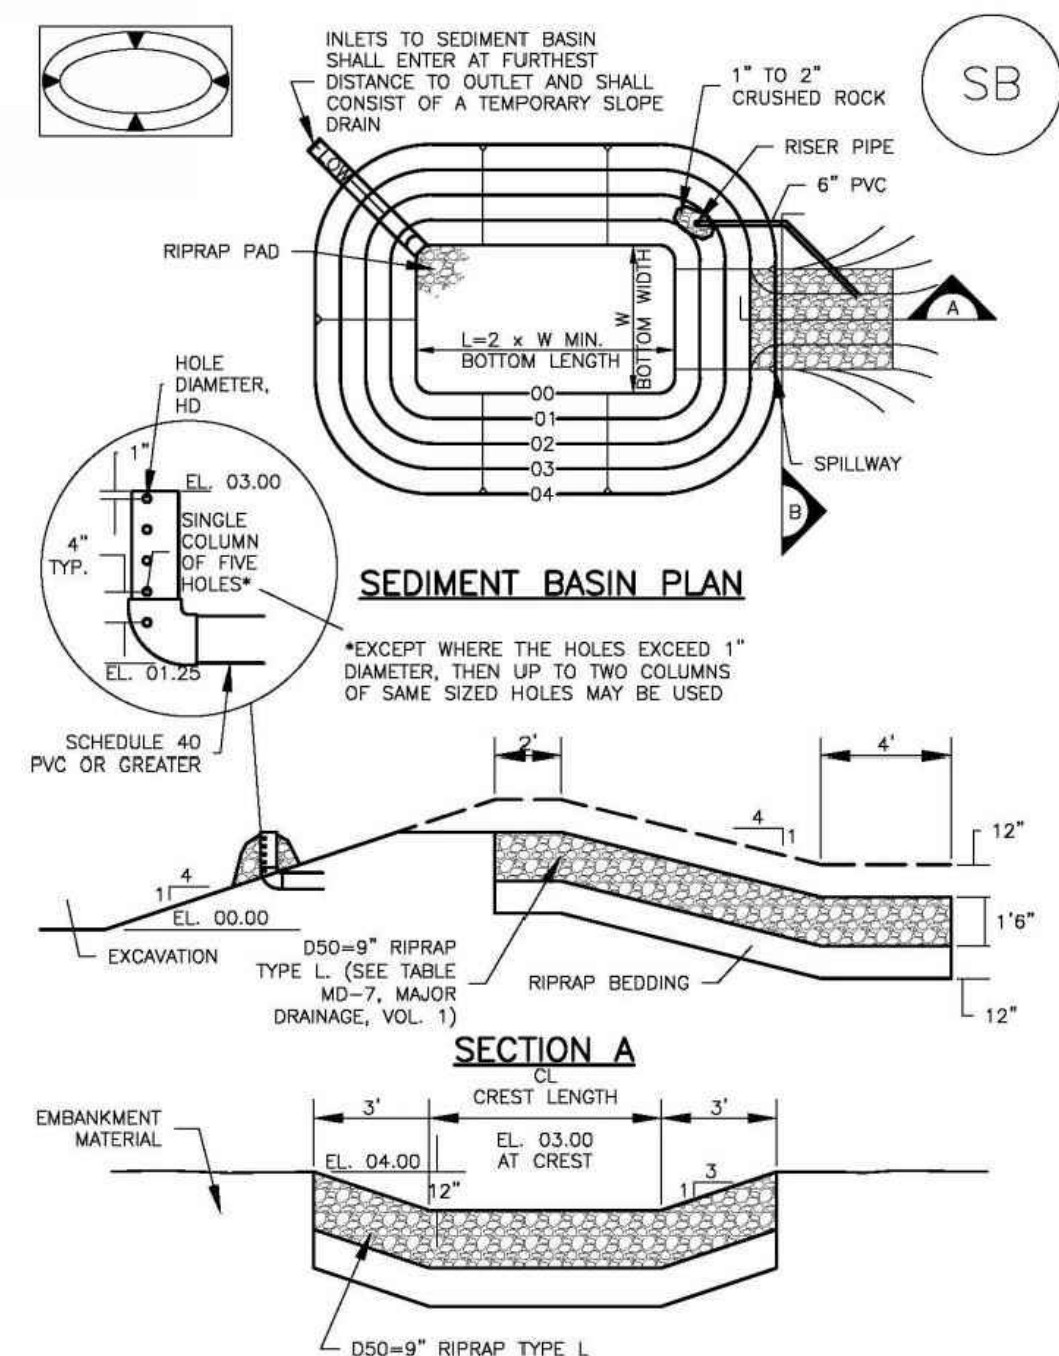 INLETS TO SEDIMENT BASIN
SHALL ENTER AT FURTHEST
DISTANCE TO OUTLET AND SHALL
CONSIST OF A TEMPORARY SLOPE
DRAIN
1" TO 2"
CRUSHED ROCK
SB
RISER PIPE
6" PVC
FLOW
RIPRAP PAD
L=2 x W MIN.
BOTTOM LENGTH
W
BOTTOM WIDTH
A
00
01
02
03
04
SPILLWAY
B
HOLE
DIAMETER,
HD
1"
EL. 03.00
4"
TYP.
SINGLE
COLUMN
OF FIVE
HOLES*
EL. 01.25
SEDIMENT BASIN PLAN
*EXCEPT WHERE THE HOLES EXCEED 1"
DIAMETER, THEN UP TO TWO COLUMNS
OF SAME SIZED HOLES MAY BE USED
SCHEDULE 40
PVC OR GREATER
2'
4'
4
1
12"
4
1
EL. 00.00
EXCAVATION
1'6"
D50=9" RIPRAP
TYPE L. (SEE TABLE
MD-7, MAJOR
DRAINAGE, VOL. 1)
RIPRAP BEDDING
12"
SECTION A
CL
CREST LENGTH
3'
3'
EMBANKMENT
MATERIAL
EL. 04.00
EL. 03.00
AT CREST
12"
3
1
D50=9" RIPRAP TYPE L